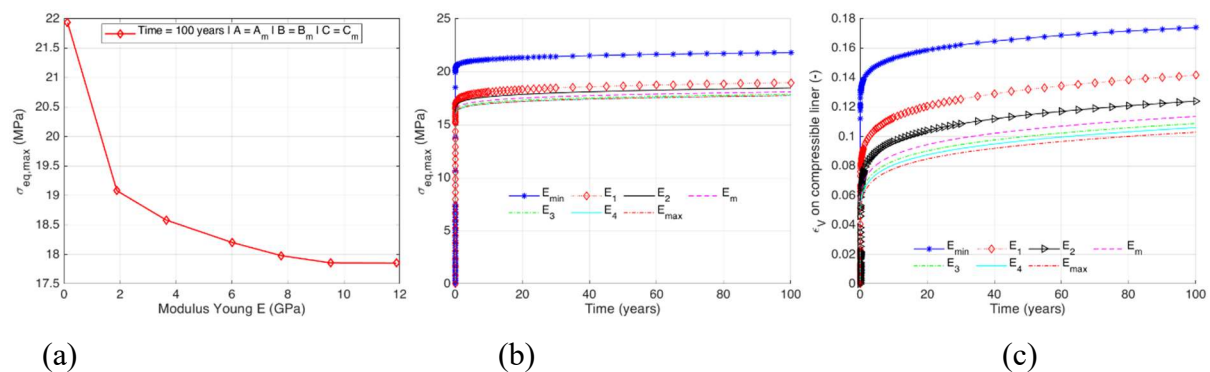 22
21.5
21
20.5
20
19.5
19
18.5
18
17.5
σeq,max (MPa)
Time = 100 years | A = Am | B = Bm | C = Cm
0 2 4 6 8 10 12
Modulus Young E (GPa)
(a)
25
20
15
10
5
0
σeq,max (MPa)
Emin E1 E2 Em
E3 E4 Emax
0 20 40 60 80 100
Time (years)
(b)
0.18
0.16
0.14
0.12
0.1
0.08
0.06
0.04
0.02
0
ϵV on compressible liner (-)
Emin E1 E2 Em
E3 E4 Emax
0 20 40 60 80 100
Time (years)
(c)